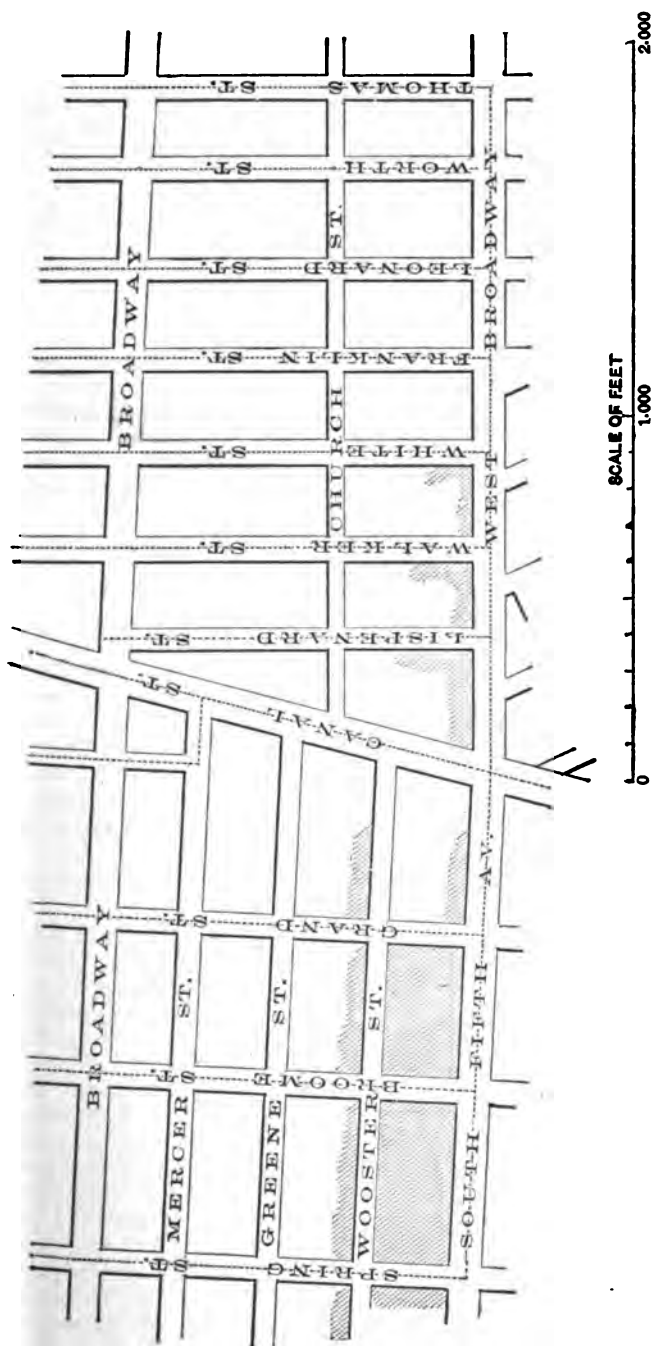 THOMAS ST.
WORTH ST.
LEONARD ST.
FRANKLIN ST.
WHITE ST.
WALKER ST.
LISPENARD ST.
CANAL ST.
GRAND ST.
BROOME ST.
SPRING ST.
BROADWAY
BROADWAY
CHURCH ST.
WEST BROADWAY
SOUTH FIFTH AV.
MERCER ST.
GREENE ST.
WOOSTER ST.
SCALE OF FEET
0 1.000 2.000